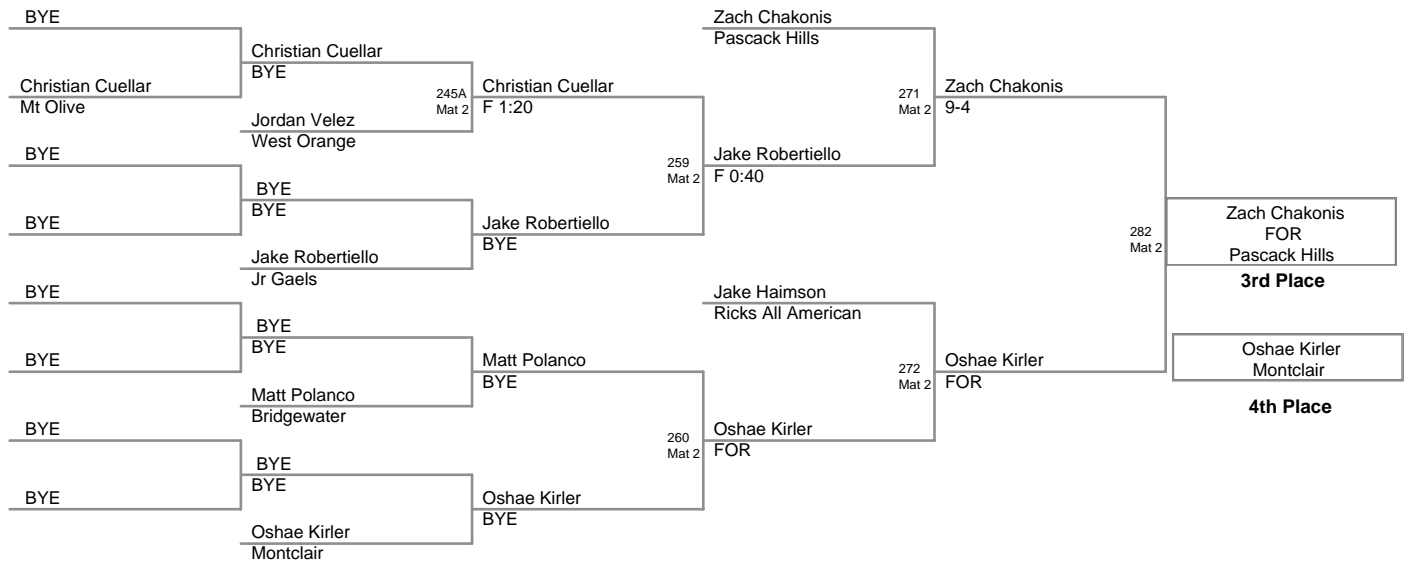 BYE
Christian Cuellar
Mt Olive
BYE
BYE
BYE
BYE
BYE
BYE
Christian Cuellar
BYE
Jordan Velez
West Orange
BYE
BYE
Jake Robertiello
Jr Gaels
BYE
BYE
Matt Polanco
Bridgewater
BYE
BYE
Oshae Kirler
Montclair
245A
Mat 2
Christian Cuellar
F 1:20
Jake Robertiello
BYE
Matt Polanco
BYE
Oshae Kirler
BYE
259
Mat 2
260
Mat 2
Zach Chakonis
Pascack Hills
Jake Robertiello
F 0:40
Jake Haimson
Ricks All American
Oshae Kirler
FOR
271
Mat 2
272
Mat 2
Zach Chakonis
9-4
Oshae Kirler
FOR
282
Mat 2
Zach Chakonis
FOR
Pascack Hills
3rd Place
Oshae Kirler
Montclair
4th Place